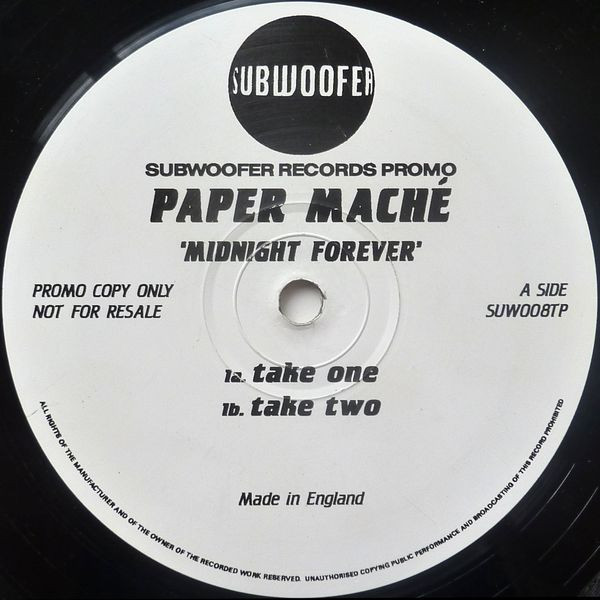 SUBWOOFER
SUBWOOFER RECORDS PROMO
PAPER MACHÉ
'MIDNIGHT FOREVER'
PROMO COPY ONLY
NOT FOR RESALE
A SIDE
SUW008TP
1a. take one
1b. take two
Made in England
ALL RIGHTS OF THE MANUFACTURER AND OF THE OWNER OF THE RECORDED WORK RESERVED. UNAUTHORISED COPYING PUBLIC PERFORMANCE AND BROADCASTING OF THIS RECORD PROHIBITED